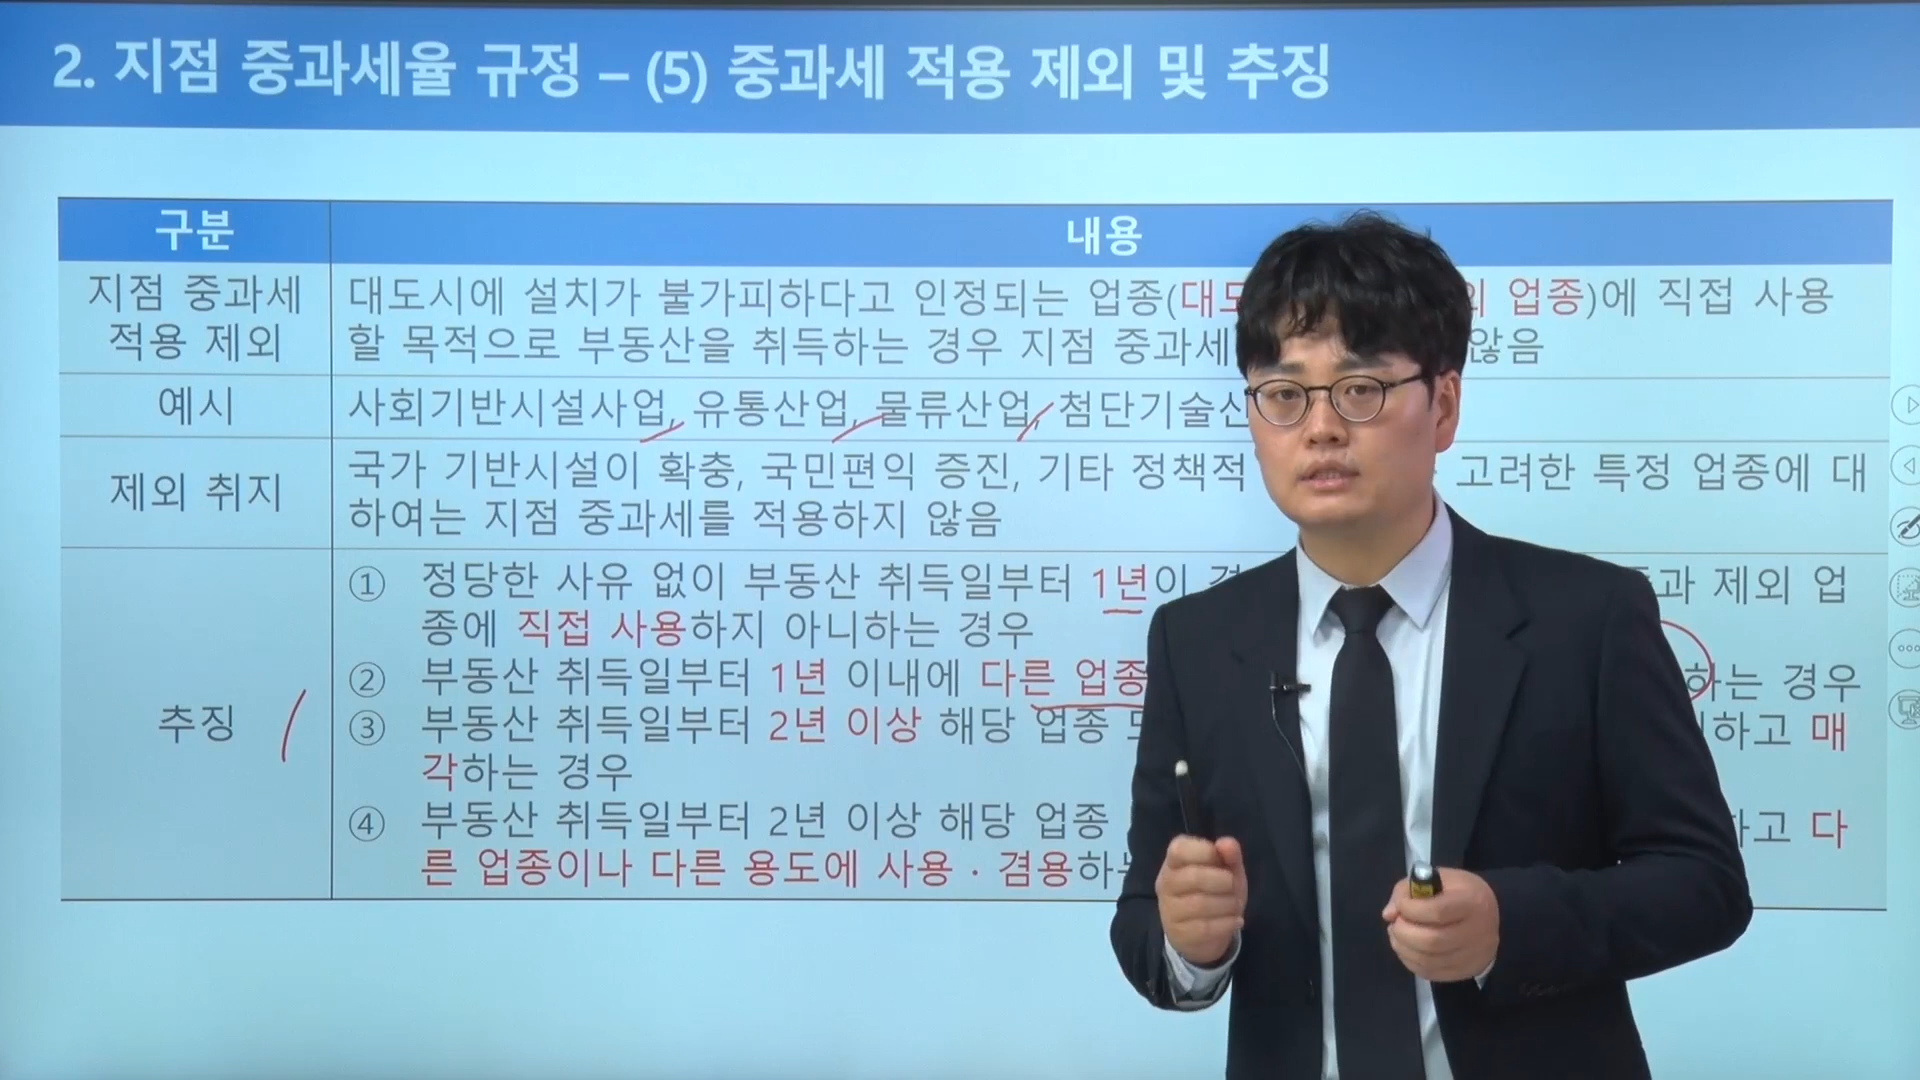 2. 지점 중과세율 규정 – (5) 중과세 적용 제외 및 추징
구분
내용
지점 중과세
적용 제외
대도시에 설치가 불가피하다고 인정되는 업종(대도 업종)에 직접 사용
할 목적으로 부동산을 취득하는 경우 지점 중과세 않음
예시
사회기반시설사업, 유통산업, 물류산업, 첨단기술산
제외 취지
국가 기반시설이 확충, 국민편익 증진, 기타 정책적 고려한 특정 업종에 대
하여는 지점 중과세를 적용하지 않음
추징
① 정당한 사유 없이 부동산 취득일부터 1년이 제외 업
종에 직접 사용하지 아니하는 경우
② 부동산 취득일부터 1년 이내에 다른 업종 하는 경우
③ 부동산 취득일부터 2년 이상 해당 업종 하고 매
각하는 경우
④ 부동산 취득일부터 2년 이상 해당 업종 하고 다
른 업종이나 다른 용도에 사용 · 겸용하